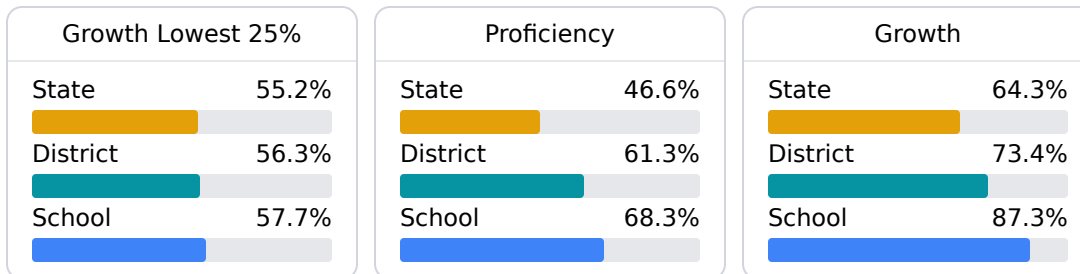 Growth Lowest 25%
State 55.2%
District 56.3%
School 57.7%
Proficiency
State 46.6%
District 61.3%
School 68.3%
Growth
State 64.3%
District 73.4%
School 87.3%